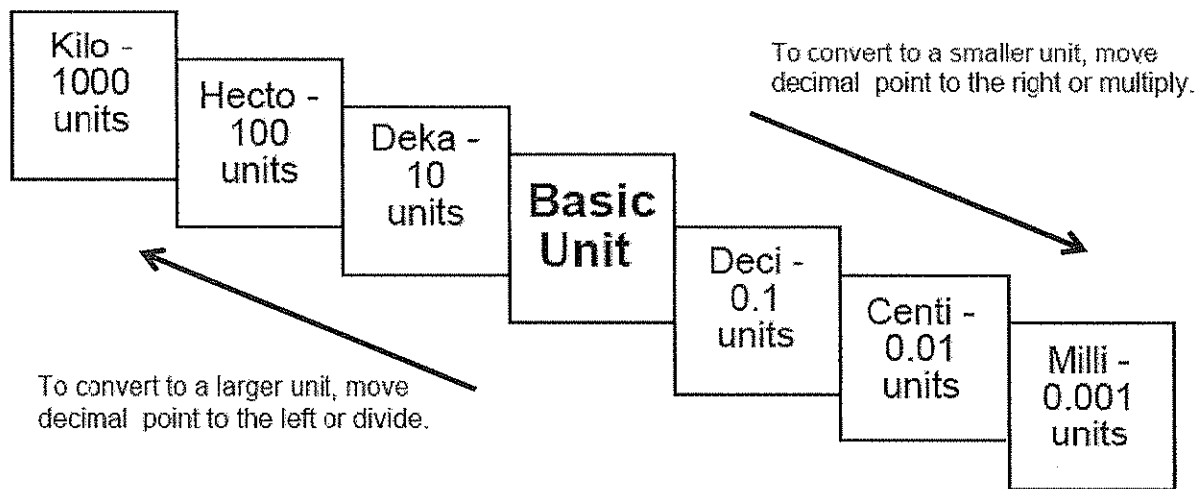 Kilo -
1000
units
Hecto -
100
units
Deka -
10
units
Basic
Unit
Deci -
0.1
units
Centi -
0.01
units
Milli -
0.001
units
To convert to a smaller unit, move
decimal point to the right or multiply.
To convert to a larger unit, move
decimal point to the left or divide.